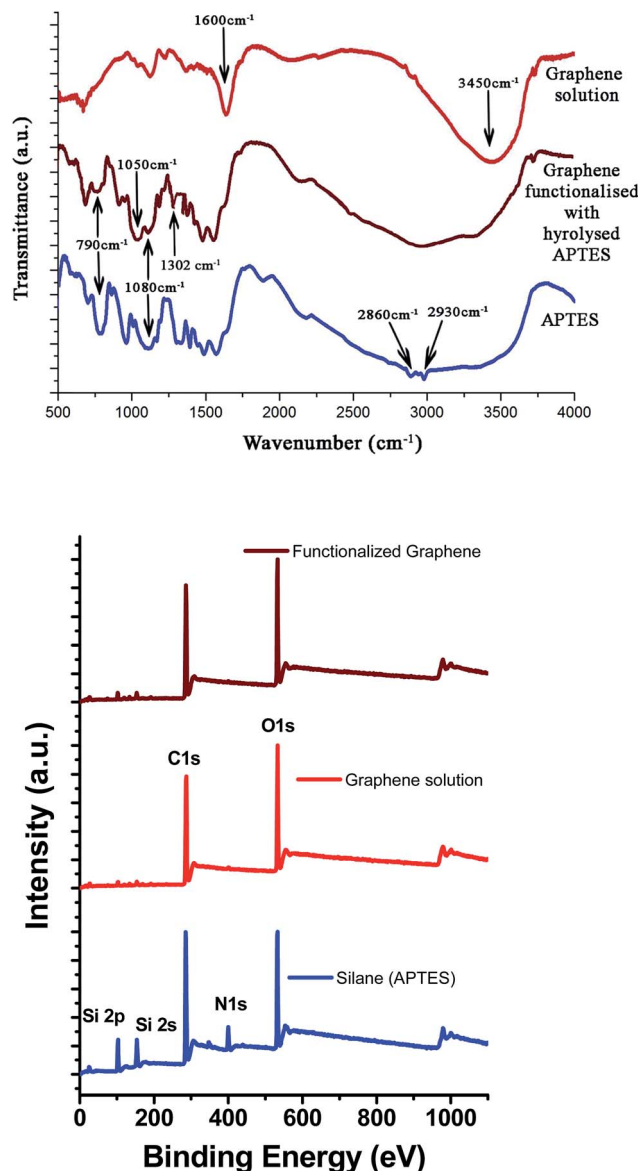 1600cm-1
3450cm-1
Graphene
solution
1050cm-1
790cm-1
1302 cm-1
1080cm-1
Graphene
functionalised
with
hyrolysed
APTES
2860cm-1
2930cm-1
APTES
Transmittance (a.u.)
500 1000 1500 2000 2500 3000 3500 4000
Wavenumber (cm-1)
Functionalized Graphene
C1s
O1s
Graphene solution
Si 2p
Si 2s
N1s
Silane (APTES)
Intensity (a.u.)
0 200 400 600 800 1000
Binding Energy (eV)